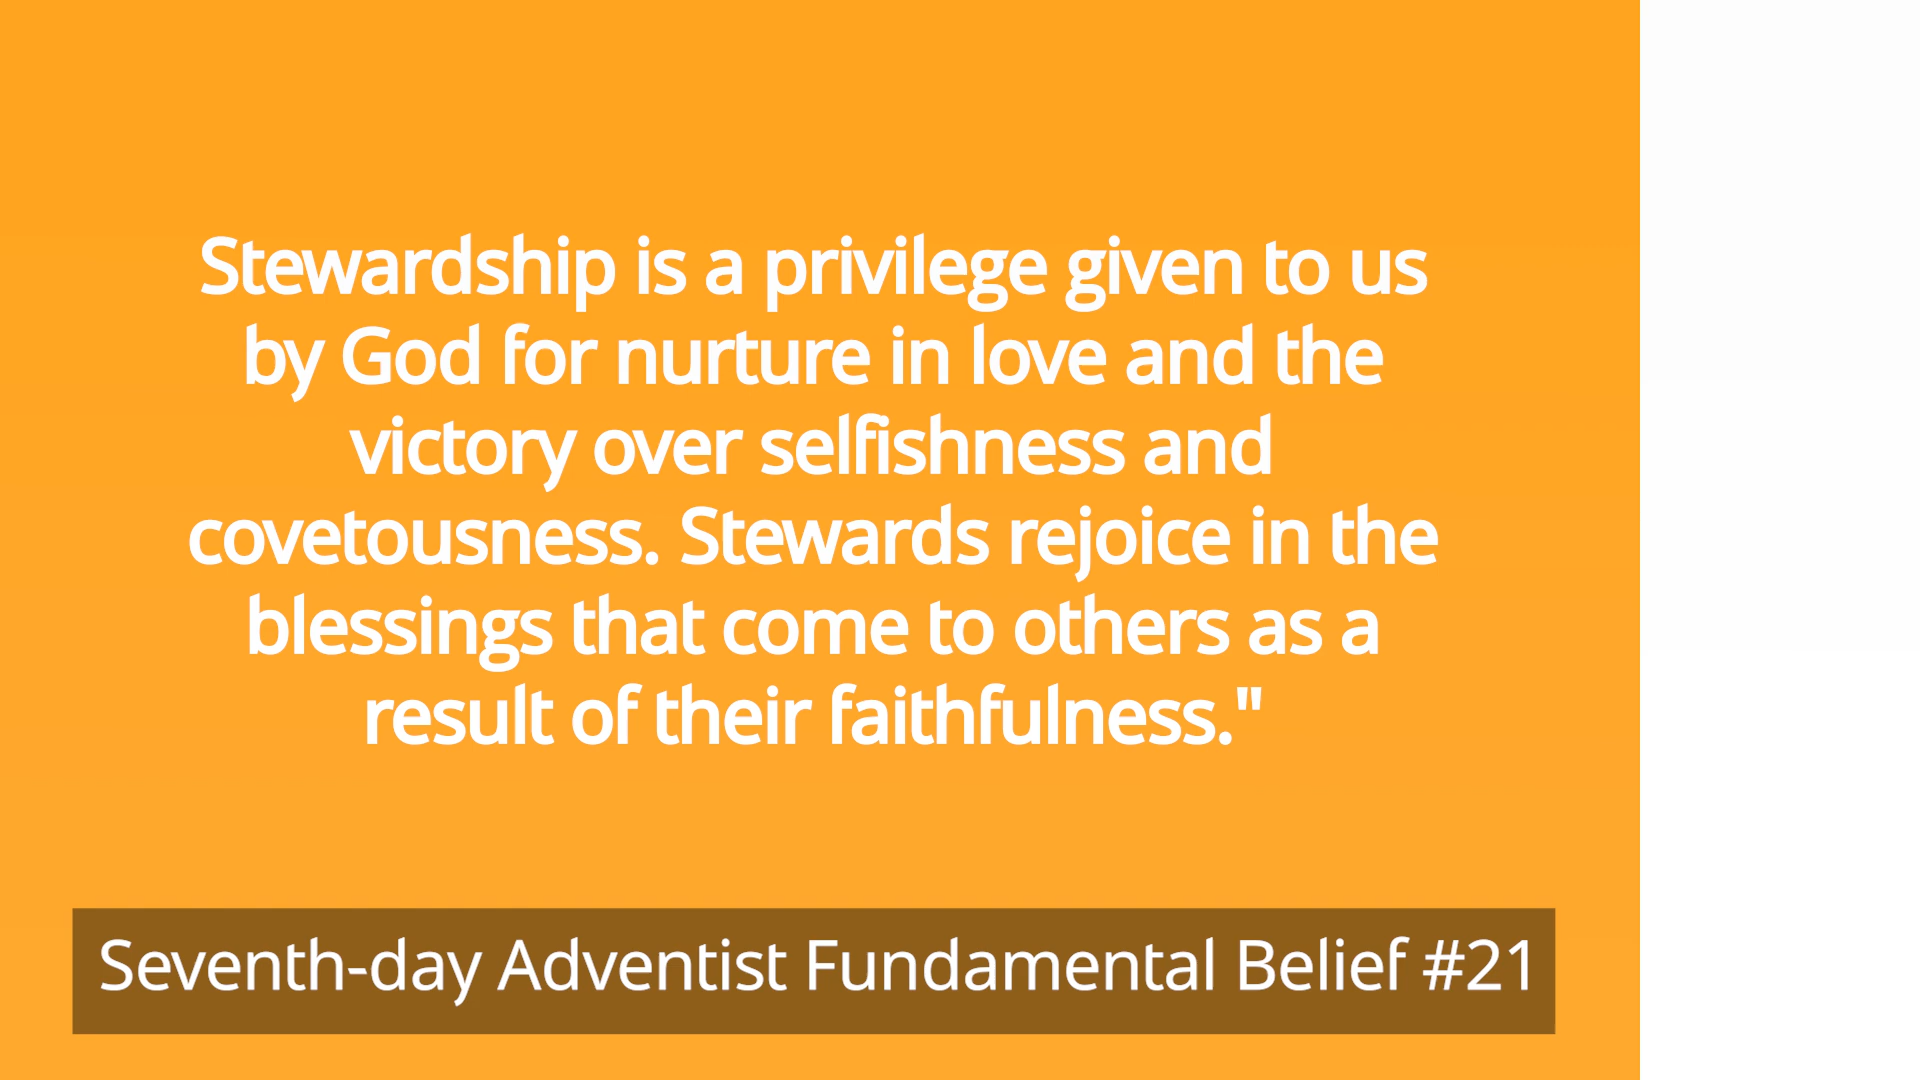 Stewardship is a privilege given to us
by God for nurture in love and the
victory over selfishness and
covetousness. Stewards rejoice in the
blessings that come to others as a
result of their faithfulness."
Seventh-day Adventist Fundamental Belief #21